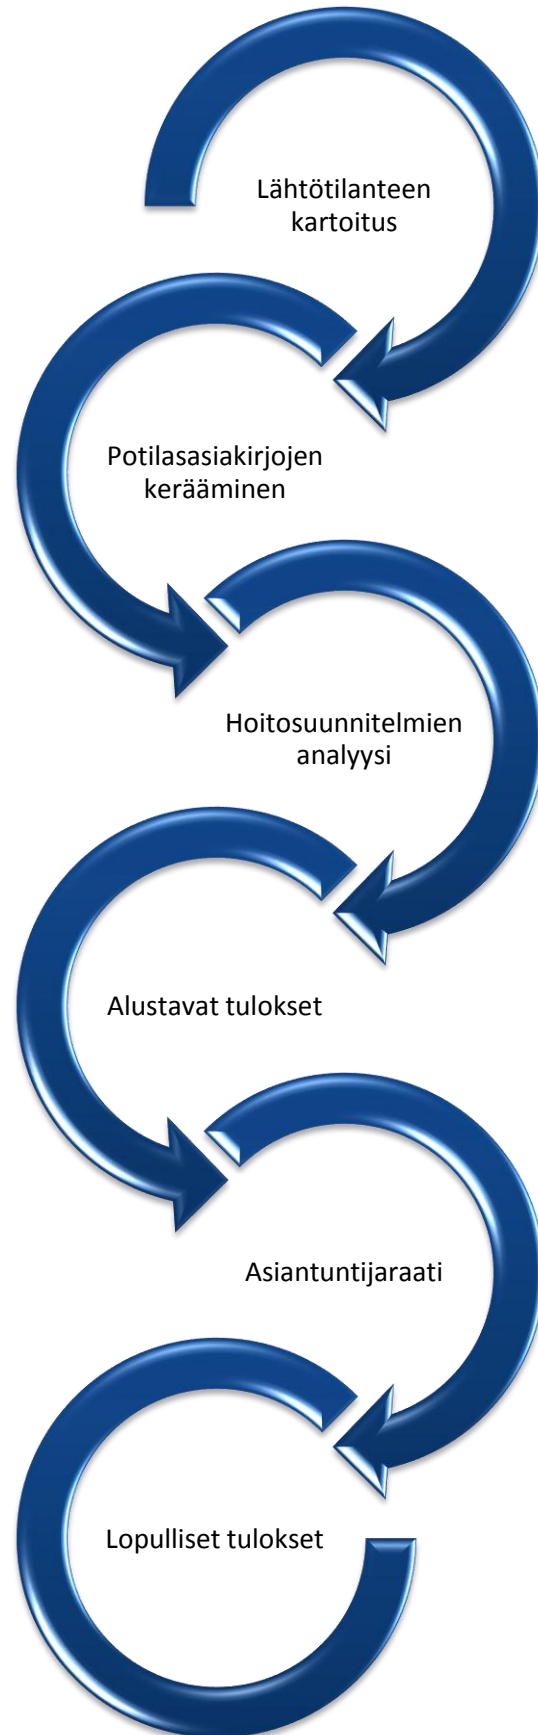 Lähtötilanteen
kartoitus
Potilasasiakirjojen
kerääminen
Hoitosuunnitelmien
analyysi
Alustavat tulokset
Asiantuntijaraati
Lopulliset tulokset